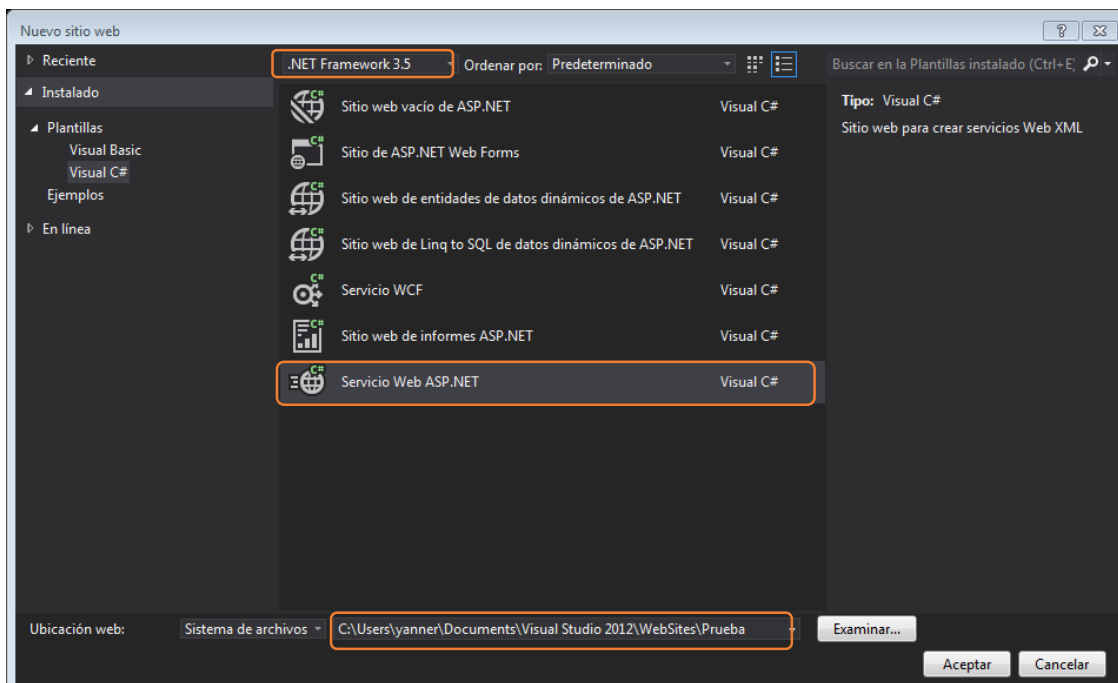 Nuevo sitio web
Reciente
Instalado
Plantillas
Visual Basic
Visual C#
Ejemplos
En línea
.NET Framework 3.5 Ordenar por: Predeterminado
Buscar en la Plantillas instalado (Ctrl+E)
Sitio web vacío de ASP.NET Visual C#
Sitio de ASP.NET Web Forms Visual C#
Sitio web de entidades de datos dinámicos de ASP.NET Visual C#
Sitio web de Linq to SQL de datos dinámicos de ASP.NET Visual C#
Servicio WCF Visual C#
Sitio web de informes ASP.NET Visual C#
Servicio Web ASP.NET Visual C#
Tipo: Visual C#
Sitio web para crear servicios Web XML
Ubicación web: Sistema de archivos C:\Users\yanner\Documents\Visual Studio 2012\WebSites\Prueba Examinar...
Aceptar Cancelar